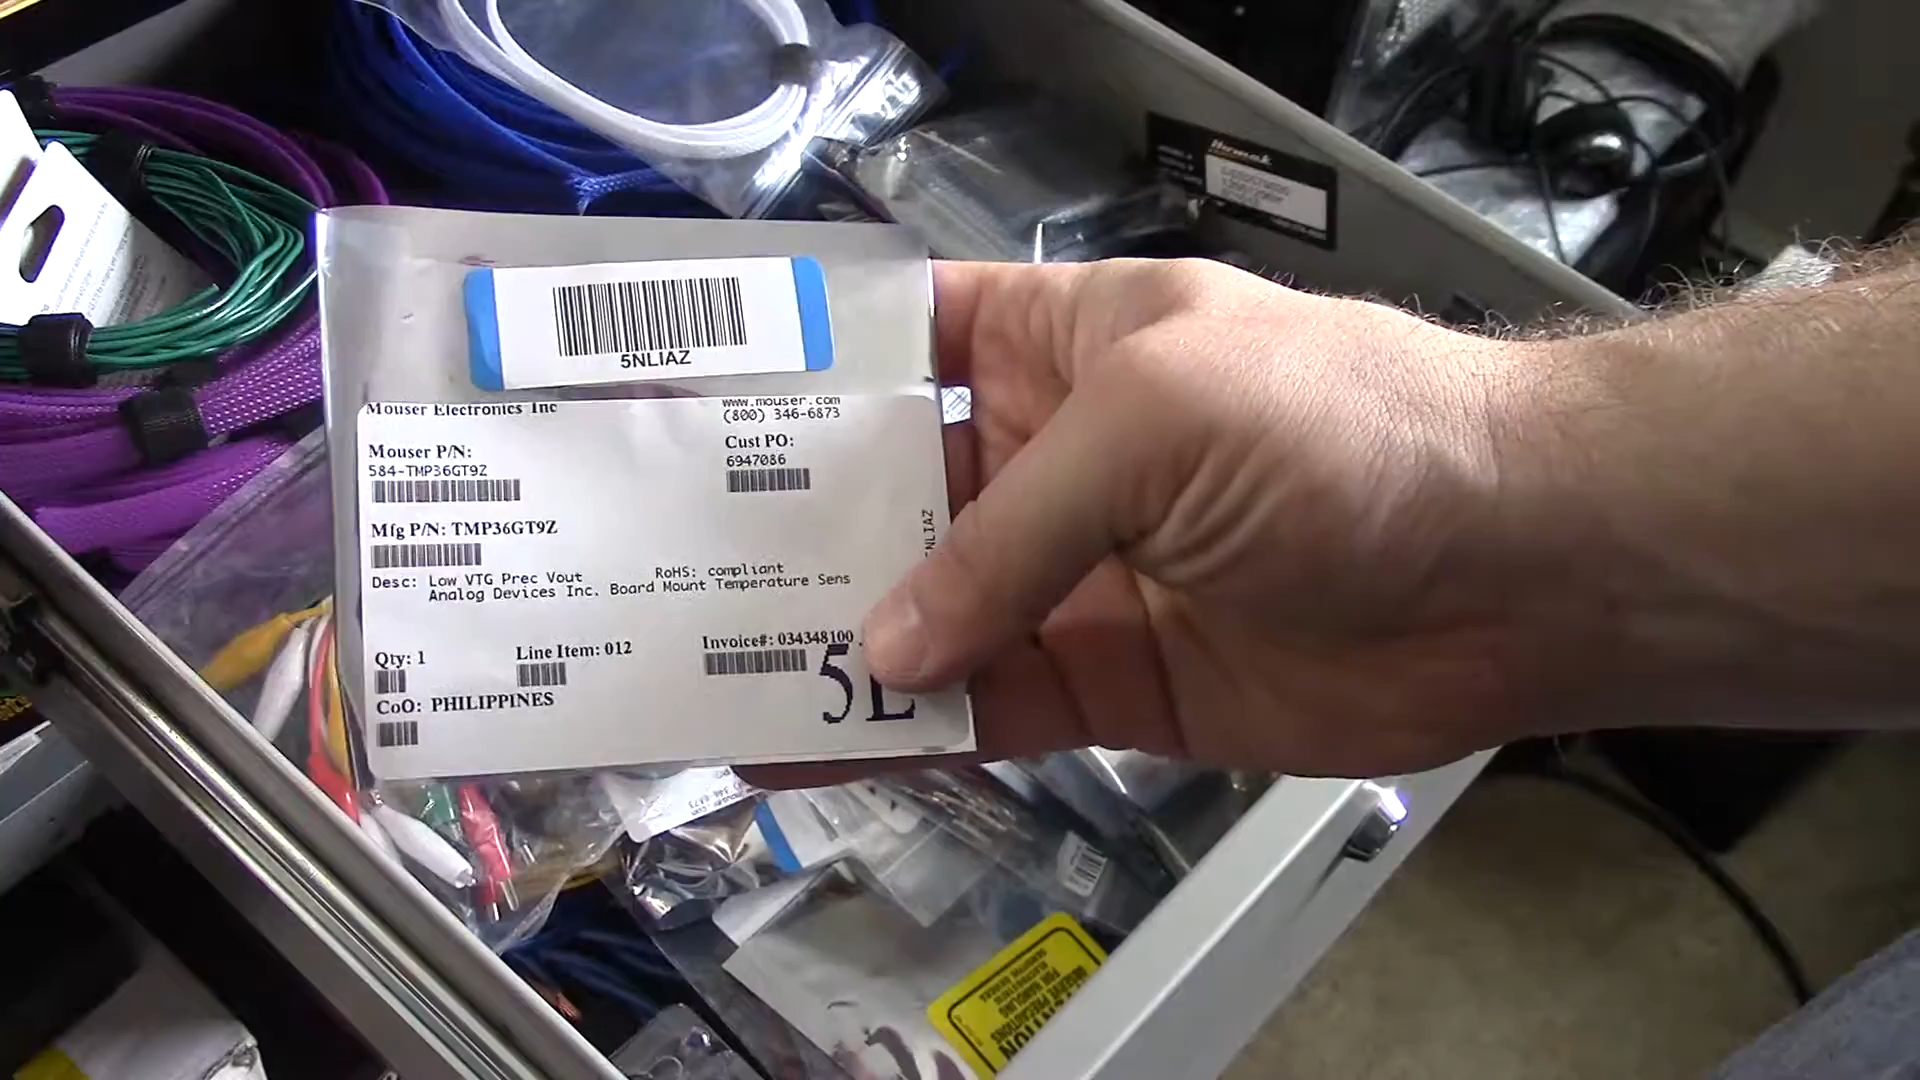 5NLIAZ
Mouser Electronics Inc
www.mouser.com
(800) 346-6873
Mouser P/N:
584-TMP36GT9Z
Cust PO:
6947086
Mfg P/N: TMP36GT9Z
Desc: Low VTG Prec Vout RoHS: compliant
Analog Devices Inc. Board Mount Temperature Sens
Qty: 1
Line Item: 012
Invoice#: 034348100
CoO: PHILIPPINES
5L
NLIAZ
Homak